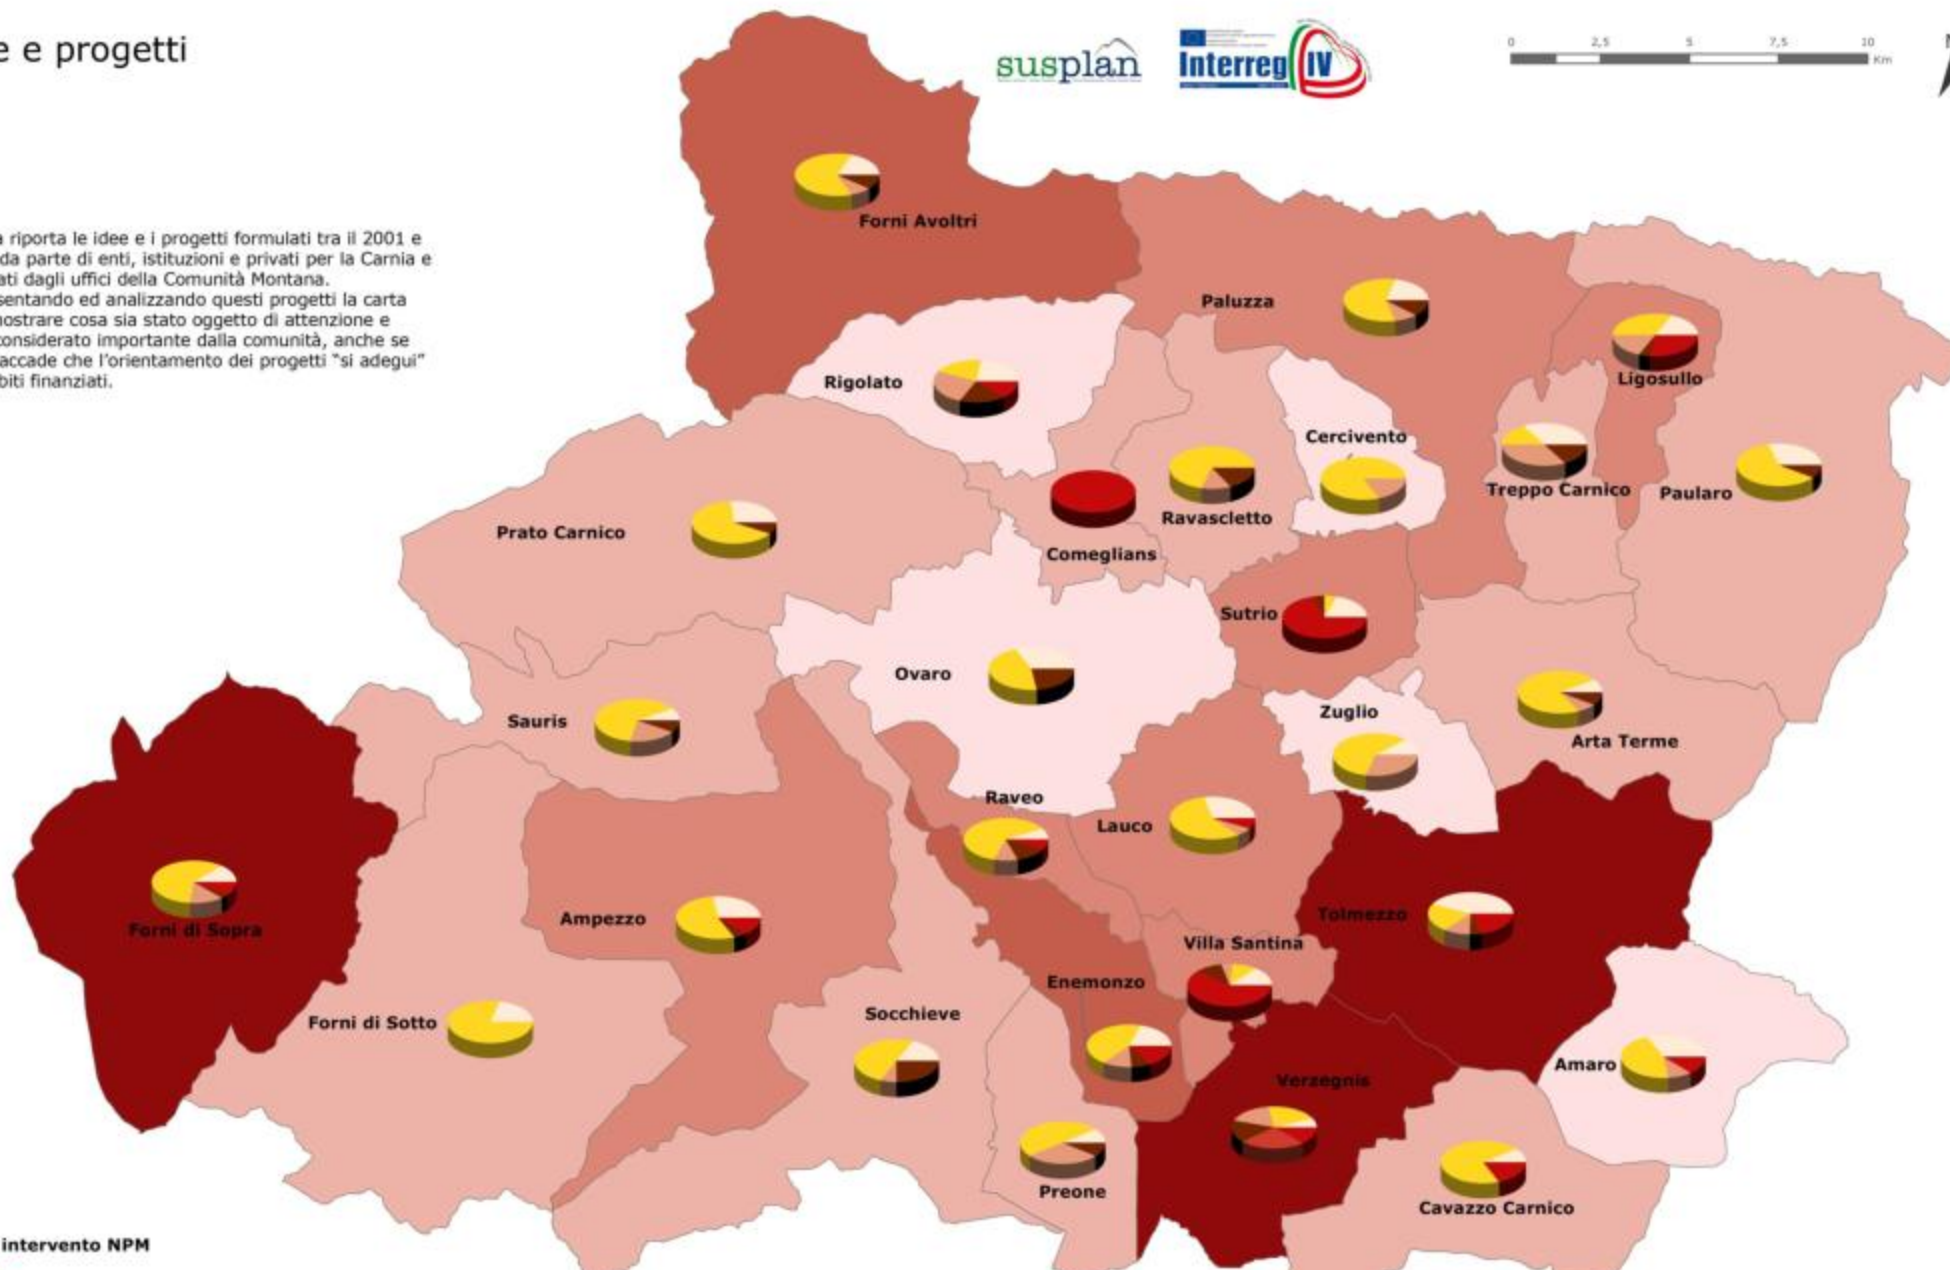 e e progetti
susplan
Interreg IV
0 2,5 5 7,5 10
Km
a riporta le idee e i progetti formulati tra il 2001 e
da parte di enti, istituzioni e privati per la Carnia e
ati dagli uffici della Comunità Montana.
sentando ed analizzando questi progetti la carta
nostrare cosa sia stato oggetto di attenzione e
considerato importante dalla comunità, anche se
accade che l'orientamento dei progetti "si adegui"
biti finanziati.
Forni Avoltri
Paluzza
Rigolato
Ligosullo
Cercivento
Treppo Carnico
Paularo
Ravascletto
Prato Carnico
Comeglians
Sutrio
Ovaro
Zuglio
Sauris
Arta Terme
Raveo
Lauco
Tolmezzo
Ampezzo
Forni di Sopra
Villa Santina
Enemonzo
Socchieve
Forni di Sotto
Amaro
Verzegnis
Preone
Cavazzo Carnico
intervento NPM